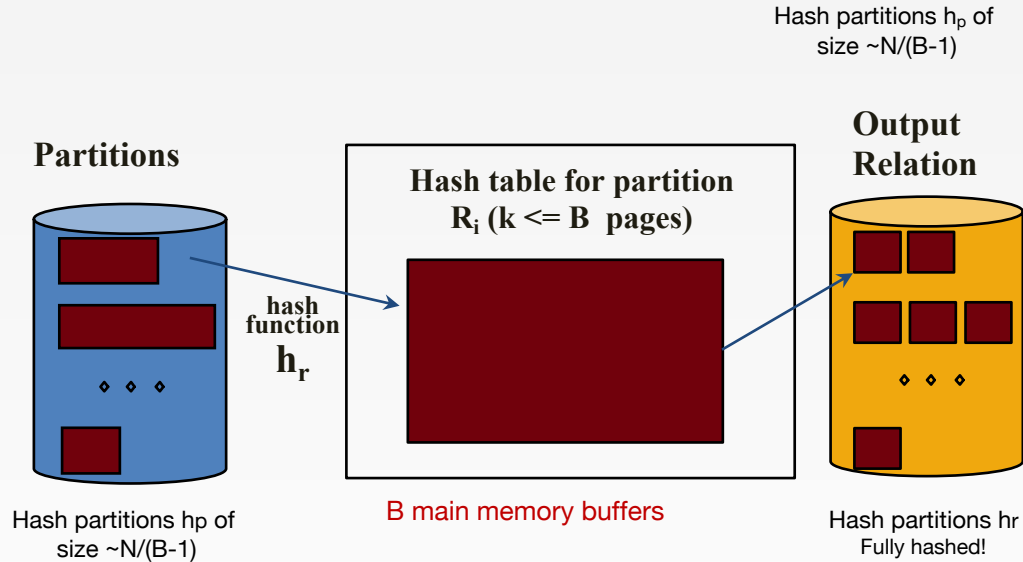 Hash partitions hp of
size ~N/(B-1)
Partitions
Output
Relation
Hash table for partition
Ri (k <= B pages)
hash
function
hr
Hash partitions hp of
size ~N/(B-1)
B main memory buffers
Hash partitions hr
Fully hashed!